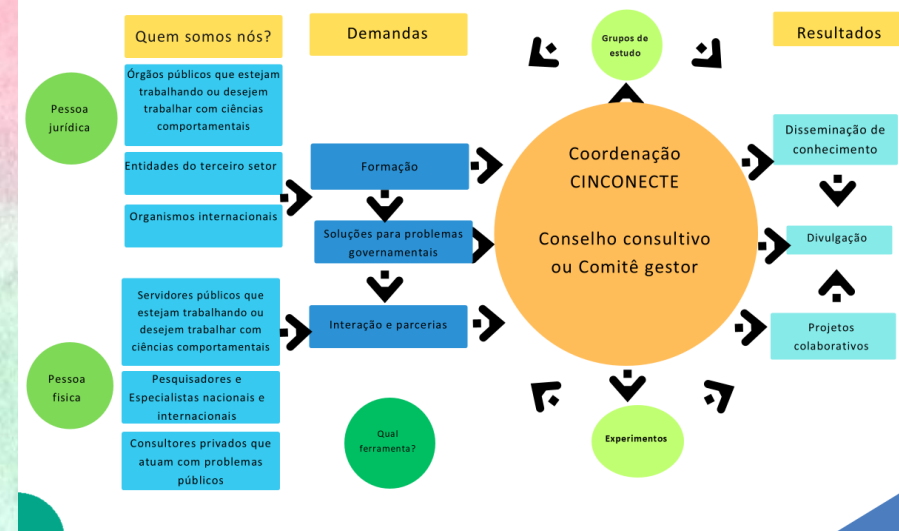 Quem somos nós?
Demandas
Grupos de
estudo
Resultados
Pessoa
jurídica
Órgãos públicos que estejam
trabalhando ou desejem
trabalhar com ciências
comportamentais
Entidades do terceiro setor
Organismos internacionais
Formação
Soluções para problemas
governamentais
Interação e parcerias
Coordenação
CINCONECTE
Conselho consultivo
ou Comitê gestor
Disseminação de
conhecimento
Divulgação
Projetos
colaborativos
Pessoa
fisica
Servidores públicos que
estejam trabalhando ou
desejem trabalhar com
ciências comportamentais
Pesquisadores e
Especialistas nacionais e
internacionais
Consultores privados que
atuam com problemas
públicos
Qual
ferramenta?
Experimentos